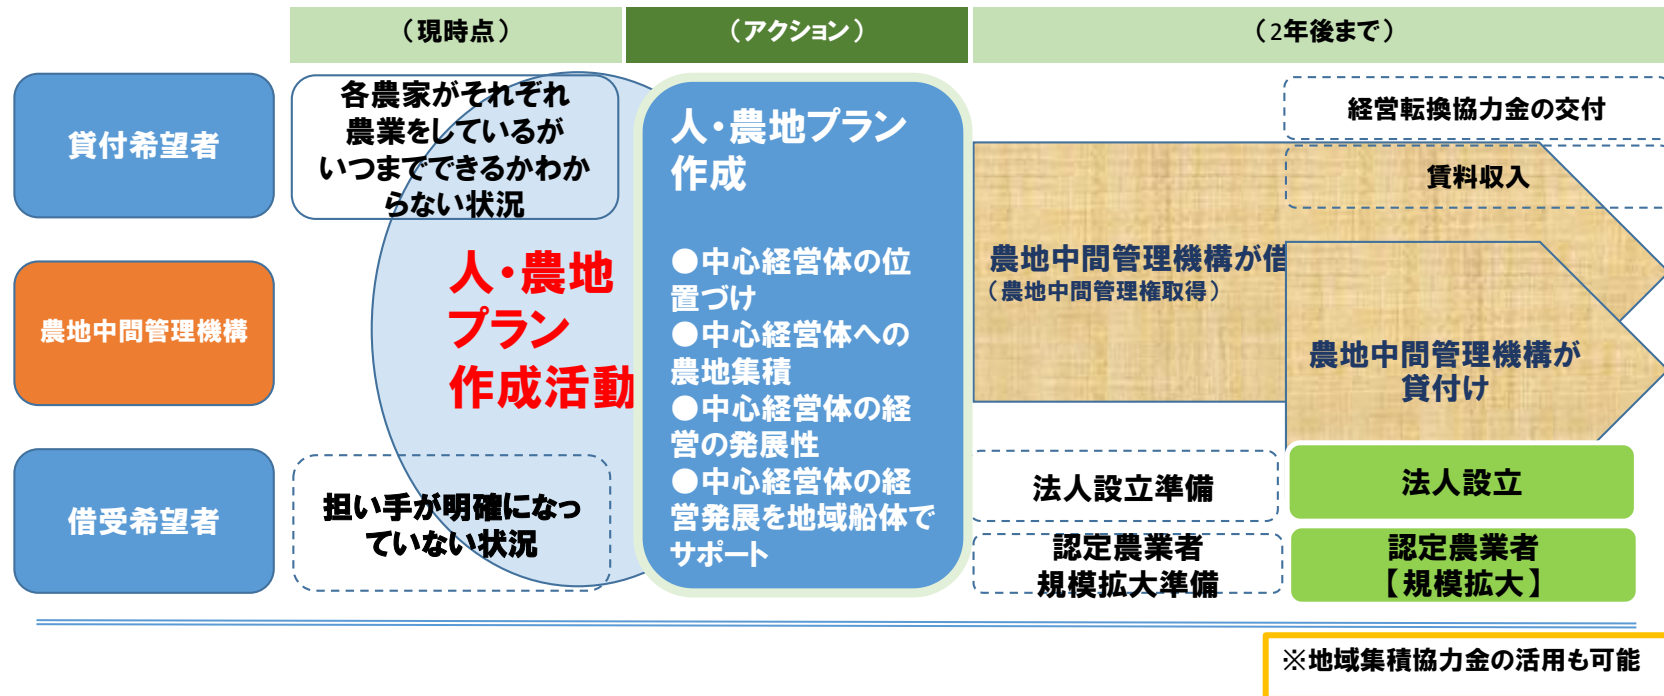 （現時点）
（アクション）
（2年後まで）
貸付希望者
各農家がそれぞれ
農業をしているが
いつまでできるかわか
らない状況
人・農地プラン
作成
●中心経営体の位
置づけ
●中心経営体への
農地集積
●中心経営体の経
営の発展性
●中心経営体の経
営発展を地域船体で
サポート
経営転換協力金の交付
賃料収入
農地中間管理機構
人・農地
プラン
作成活動
農地中間管理機構が借
（農地中間管理権取得）
農地中間管理機構が
貸付け
借受希望者
担い手が明確になっ
ていない状況
法人設立準備
法人設立
認定農業者
規模拡大準備
認定農業者
【規模拡大】
※地域集積協力金の活用も可能